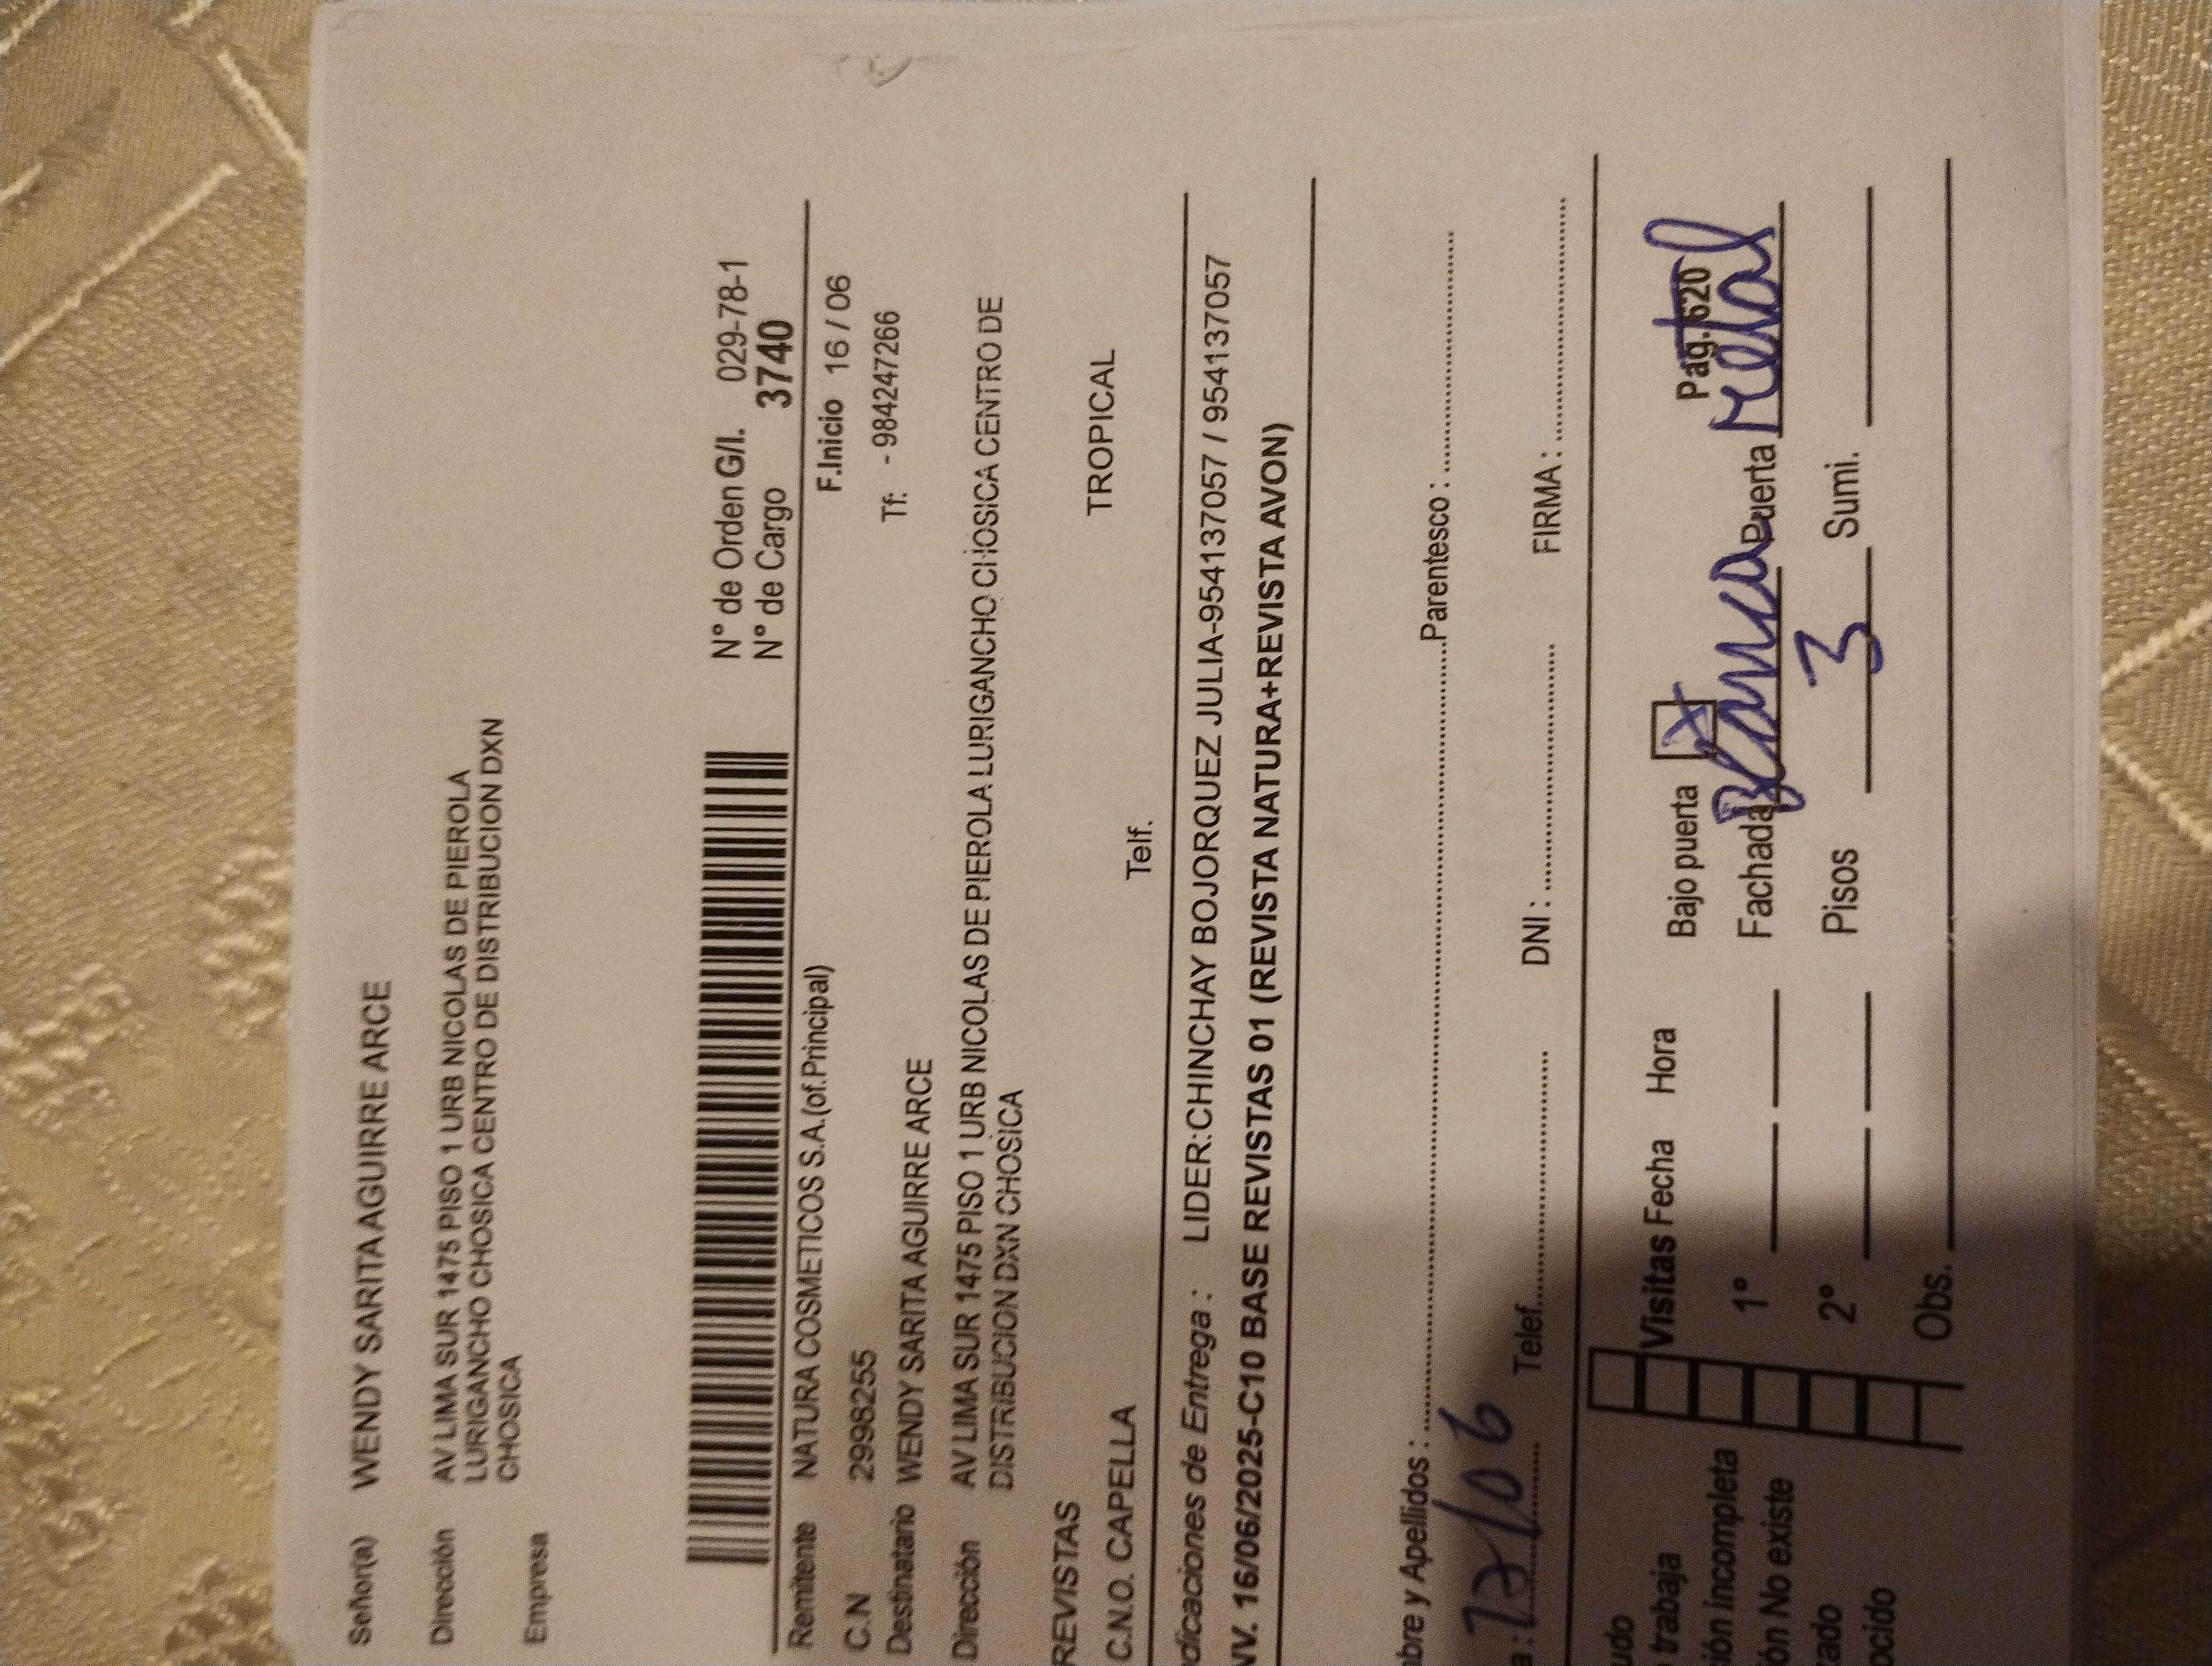 Señor(a) WENDY SARITA AGUIRRE ARCE
Dirección AV LIMA SUR 1475 PISO 1 URB NICOLAS DE PIEROLA
LURIGANCHO CHOSICA CENTRO DE DISTRIBUCION DXN
CHOSICA
Empresa
N° de Orden G/I. 029-78-1
N° de Cargo 3740
Remitente NATURA COSMETICOS S.A.(of.Principal) F.Inicio 16 / 06
C.N 29982255 Tf: - 984247266
Destinatario WENDY SARITA AGUIRRE ARCE
Dirección AV LIMA SUR 1475 PISO 1 URB NICOLAS DE PIEROLA LURIGANCHO CHOSICA CENTRO DE
DISTRIBUCION DXN CHOSICA
REVISTAS
C.N.O. CAPELLA Telf. TROPICAL
dicaciones de Entrega : LIDER:CHINCHAY BOJORQUEZ JULIA-954137057 / 954137057
NV. 16/06/2025-C10 BASE REVISTAS 01 (REVISTA NATURA+REVISTA AVON)
bre y Apellidos : Parentesco :
a : 17/06 Telef. DNI : FIRMA :
udo Visitas Fecha Hora Bajo puerta X Pag. 620
trabaja
ión incompleta 1° Fachada Blanca Puerta Metal
ón No existe
zado 2° Pisos 3 Sumi.
ocido Obs.